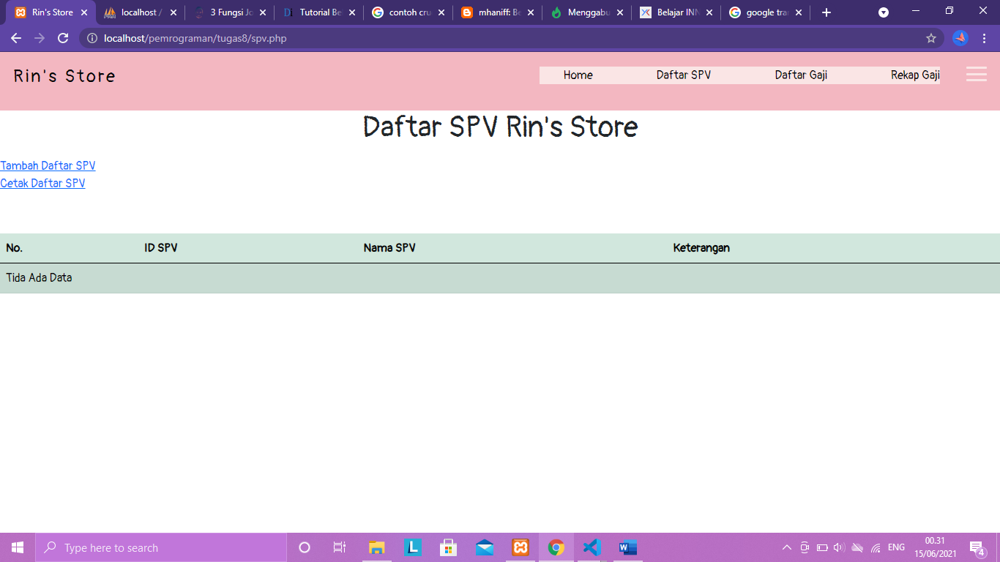 Rin's Store
localhost /
3 Fungsi Jo
Tutorial Be
contoh cru
mhaniff: Be
Menggabu
Belajar INN
google tran
localhost/pemrograman/tugas8/spv.php
Rin's Store
Home Daftar SPV Daftar Gaji Rekap Gaji
Daftar SPV Rin's Store
Tambah Daftar SPV
Cetak Daftar SPV
No. ID SPV Nama SPV Keterangan
Tida Ada Data
Type here to search
L
W
ENG
00.31
15/06/2021
4